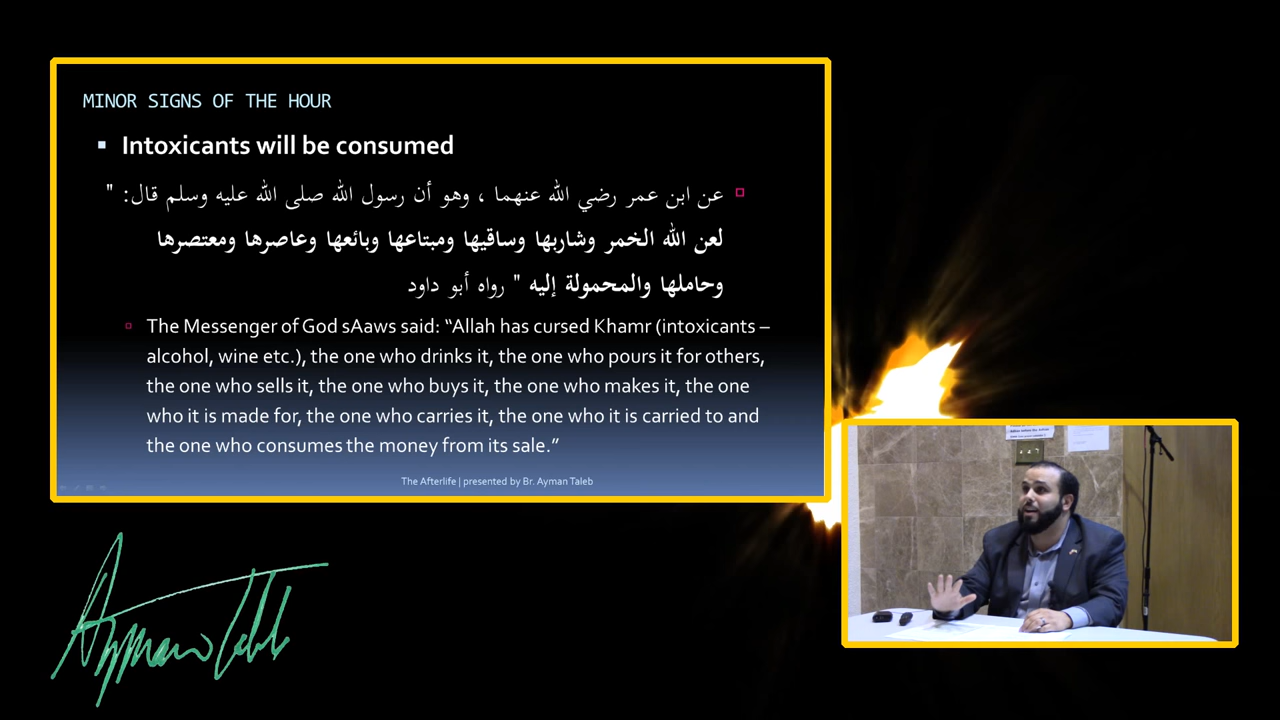 MINOR SIGNS OF THE HOUR
Intoxicants will be consumed
عن ابن عمر رضي الله عنهما ، وهو أن رسول الله صلى الله عليه وسلم قال: "
لعن الله الخمر وشاربها وساقيها ومبتاعها وبائعها وعاصرها ومعتصرها
وحاملها والمحمولة إليه " رواه أبو داود
The Messenger of God sAaws said: “Allah has cursed Khamr (intoxicants –
alcohol, wine etc.), the one who drinks it, the one who pours it for others,
the one who sells it, the one who buys it, the one who makes it, the one
who it is made for, the one who carries it, the one who it is carried to and
the one who consumes the money from its sale.”
The Afterlife | presented by Br. Ayman Taleb
Ayman Taleb